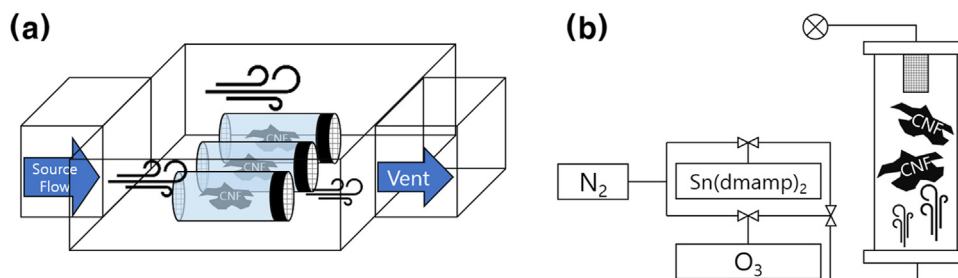 (a)
Source
Flow
CNF
CNF
CNF
Vent
(b)
N₂
Sn(dmamp)₂
O₃
CNF
CNF